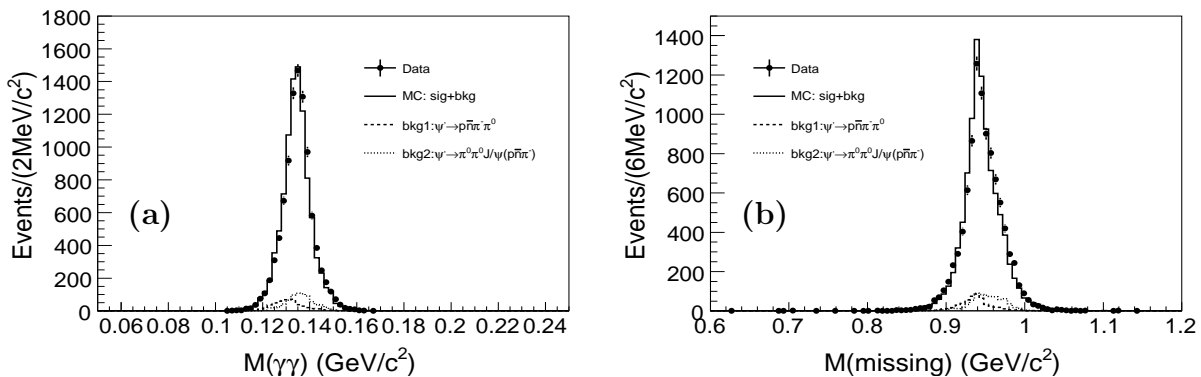 Events/(2MeV/c²)
1800
1600
1400
1200
1000
800
600
400
200
0
(a)
Data
MC: sig+bkg
bkg1:ψ'→pn̄π⁻π⁰
bkg2:ψ'→π⁰π⁰J/ψ(pn̄π⁻)
0.06 0.08 0.1 0.12 0.14 0.16 0.18 0.2 0.22 0.24
M(γγ) (GeV/c²)
Events/(6MeV/c²)
1400
1200
1000
800
600
400
200
0
(b)
Data
MC: sig+bkg
bkg1:ψ'→pn̄π⁻π⁰
bkg2:ψ'→π⁰π⁰J/ψ(pn̄π⁻)
0.6 0.7 0.8 0.9 1 1.1 1.2
M(missing) (GeV/c²)